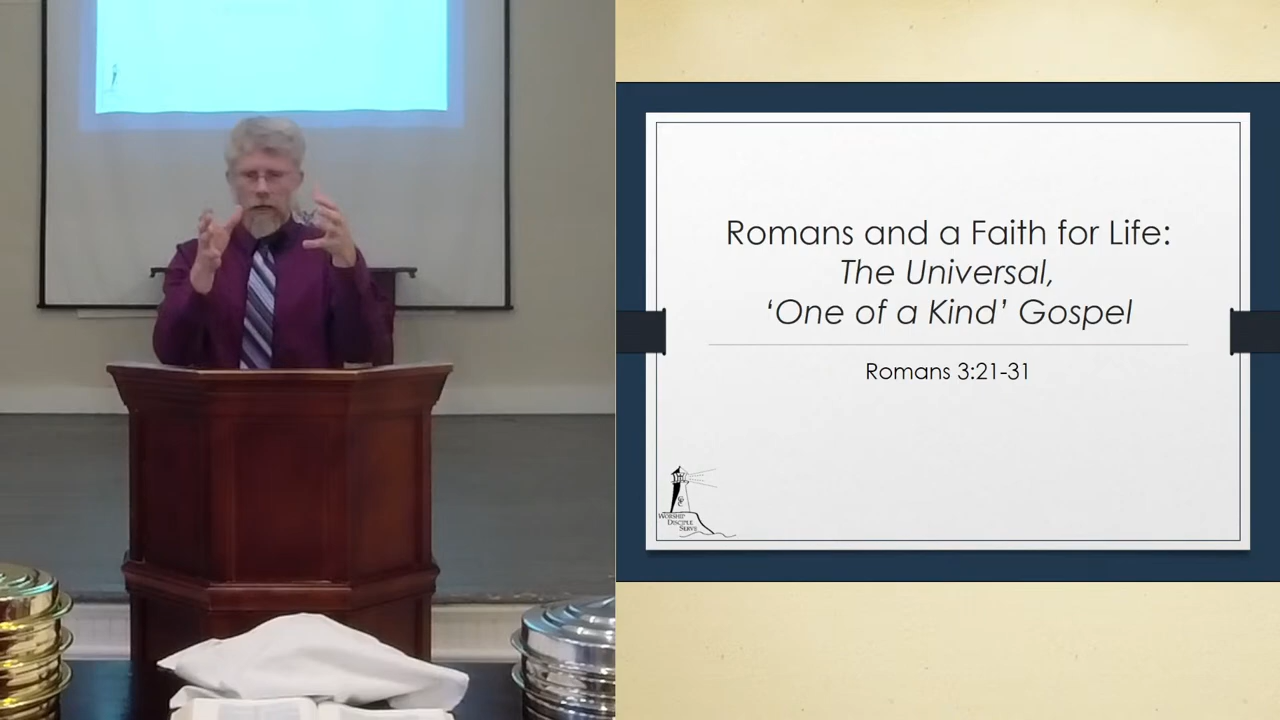 Romans and a Faith for Life:
The Universal,
‘One of a Kind’ Gospel
Romans 3:21-31
Worship
Disciple
Serve